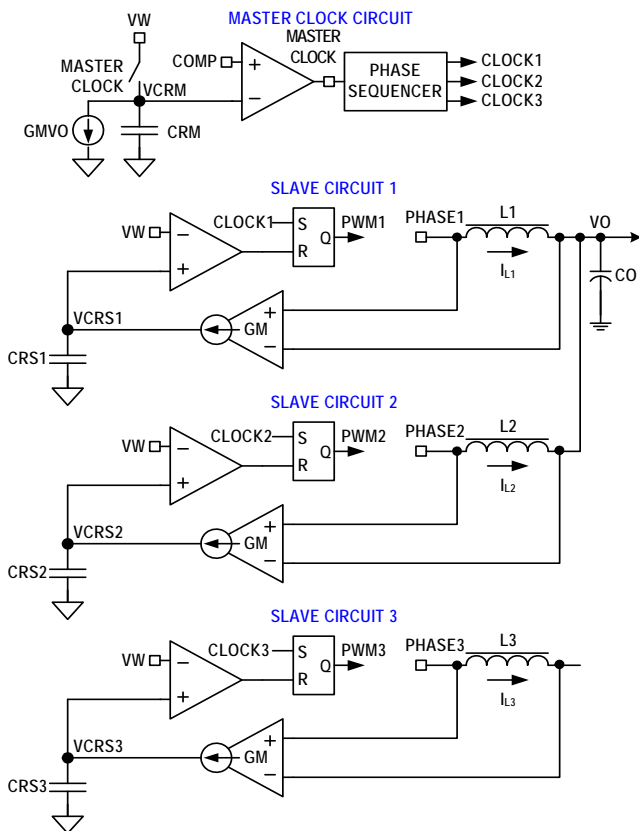 MASTER CLOCK CIRCUIT
VW
MASTER
CLOCK
COMP
MASTER
CLOCK
VCRM
GMVO
CRM
+
−
PHASE
SEQUENCER
CLOCK1
CLOCK2
CLOCK3
SLAVE CIRCUIT 1
VW
−
+
CLOCK1
S
R
Q
PWM1
PHASE1
L1
IL1
VO
CO
VCRS1
GM
+
−
CRS1
SLAVE CIRCUIT 2
VW
−
+
CLOCK2
S
R
Q
PWM2
PHASE2
L2
IL2
VCRS2
GM
+
−
CRS2
SLAVE CIRCUIT 3
VW
−
+
CLOCK3
S
R
Q
PWM3
PHASE3
L3
IL3
VCRS3
GM
+
−
CRS3